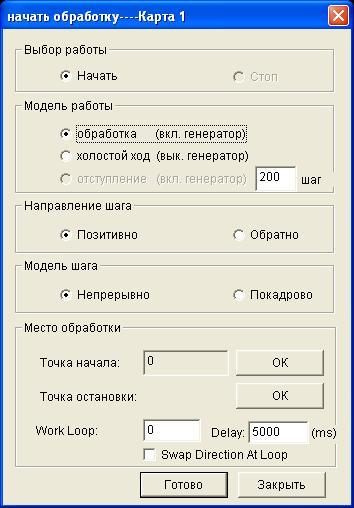 начать обработку----Карта 1
Выбор работы
Начать Стоп
Модель работы
обработка (вкл. генератор)
холостой ход (вык. генератор)
отступление (вкл. генератор) 200 шаг
Направление шага
Позитивно Обратно
Модель шага
Непрерывно Покадрово
Место обработки
Точка начала: 0 OK
Точка остановки: OK
Work Loop: 0 Delay: 5000 (ms)
Swap Direction At Loop
Готово Закрыть